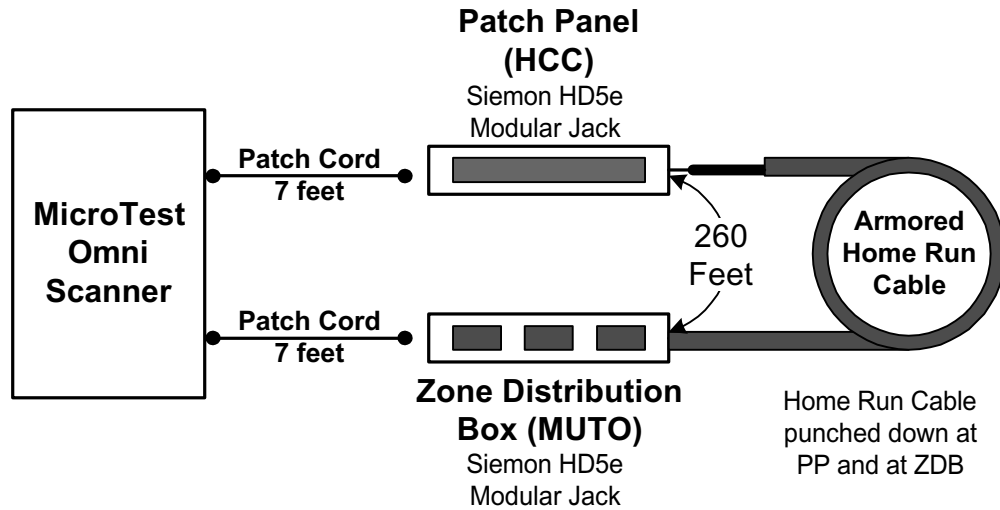 Patch Panel
(HCC)
Siemon HD5e
Modular Jack
Patch Cord
7 feet
MicroTest
Omni
Scanner
260
Feet
Armored
Home Run
Cable
Patch Cord
7 feet
Zone Distribution
Box (MUTO)
Siemon HD5e
Modular Jack
Home Run Cable
punched down at
PP and at ZDB